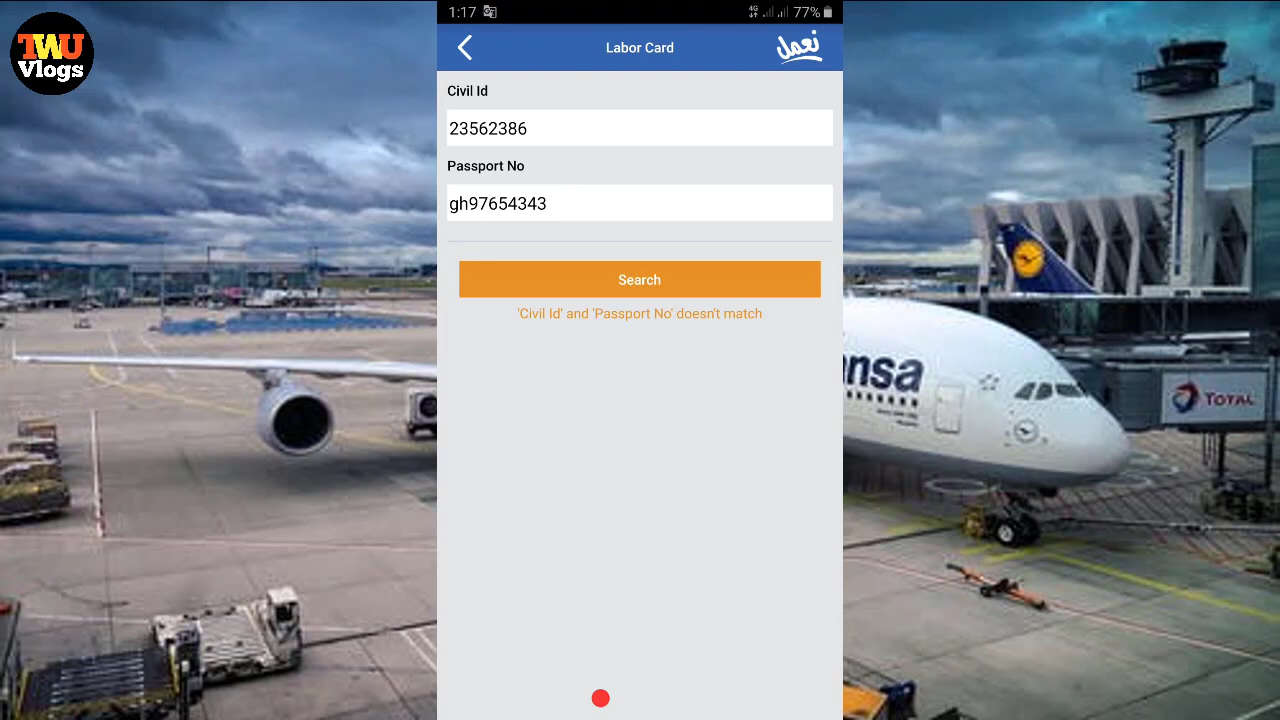 TWU
Vlogs
1:17
4G
77%
Labor Card
نعمل
Civil Id
23562386
Passport No
gh97654343
Search
'Civil Id' and 'Passport No' doesn't match
nsa
TOTAL